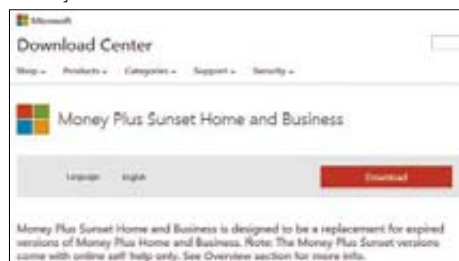 Microsoft
Download Center
Shop Products Categories Support Security
Money Plus Sunset Home and Business
Language English Download
Money Plus Sunset Home and Business is designed to be a replacement for expired
versions of Money Plus Home and Business. Note: The Money Plus Sunset versions
come with online self help only. See Overview section for more info.